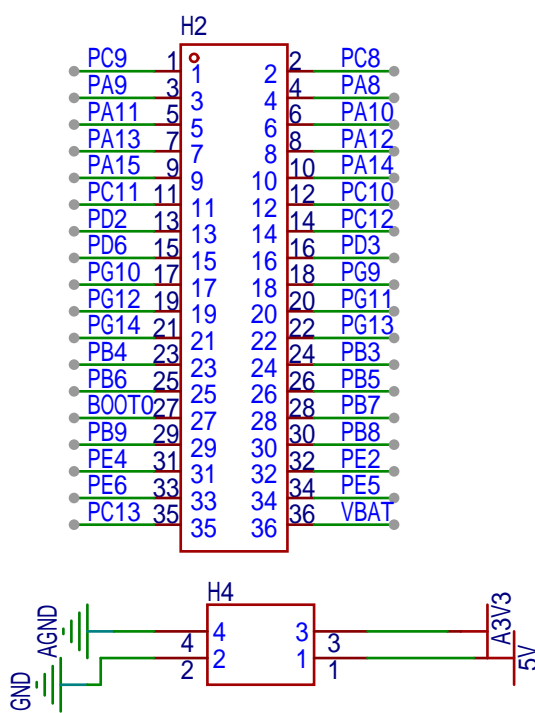 H2
PC9 1 1 2 2 PC8
PA9 3 3 4 4 PA8
PA11 5 5 6 6 PA10
PA13 7 7 8 8 PA12
PA15 9 9 10 10 PA14
PC11 11 11 12 12 PC10
PD2 13 13 14 14 PC12
PD6 15 15 16 16 PD3
PG10 17 17 18 18 PG9
PG12 19 19 20 20 PG11
PG14 21 21 22 22 PG13
PB4 23 23 24 24 PB3
PB6 25 25 26 26 PB5
BOOT0 27 27 28 28 PB7
PB9 29 29 30 30 PB8
PE4 31 31 32 32 PE2
PE6 33 33 34 34 PE5
PC13 35 35 36 36 VBAT
H4
AGND 4 4 3 3 A3V3
GND 2 2 1 1 5V